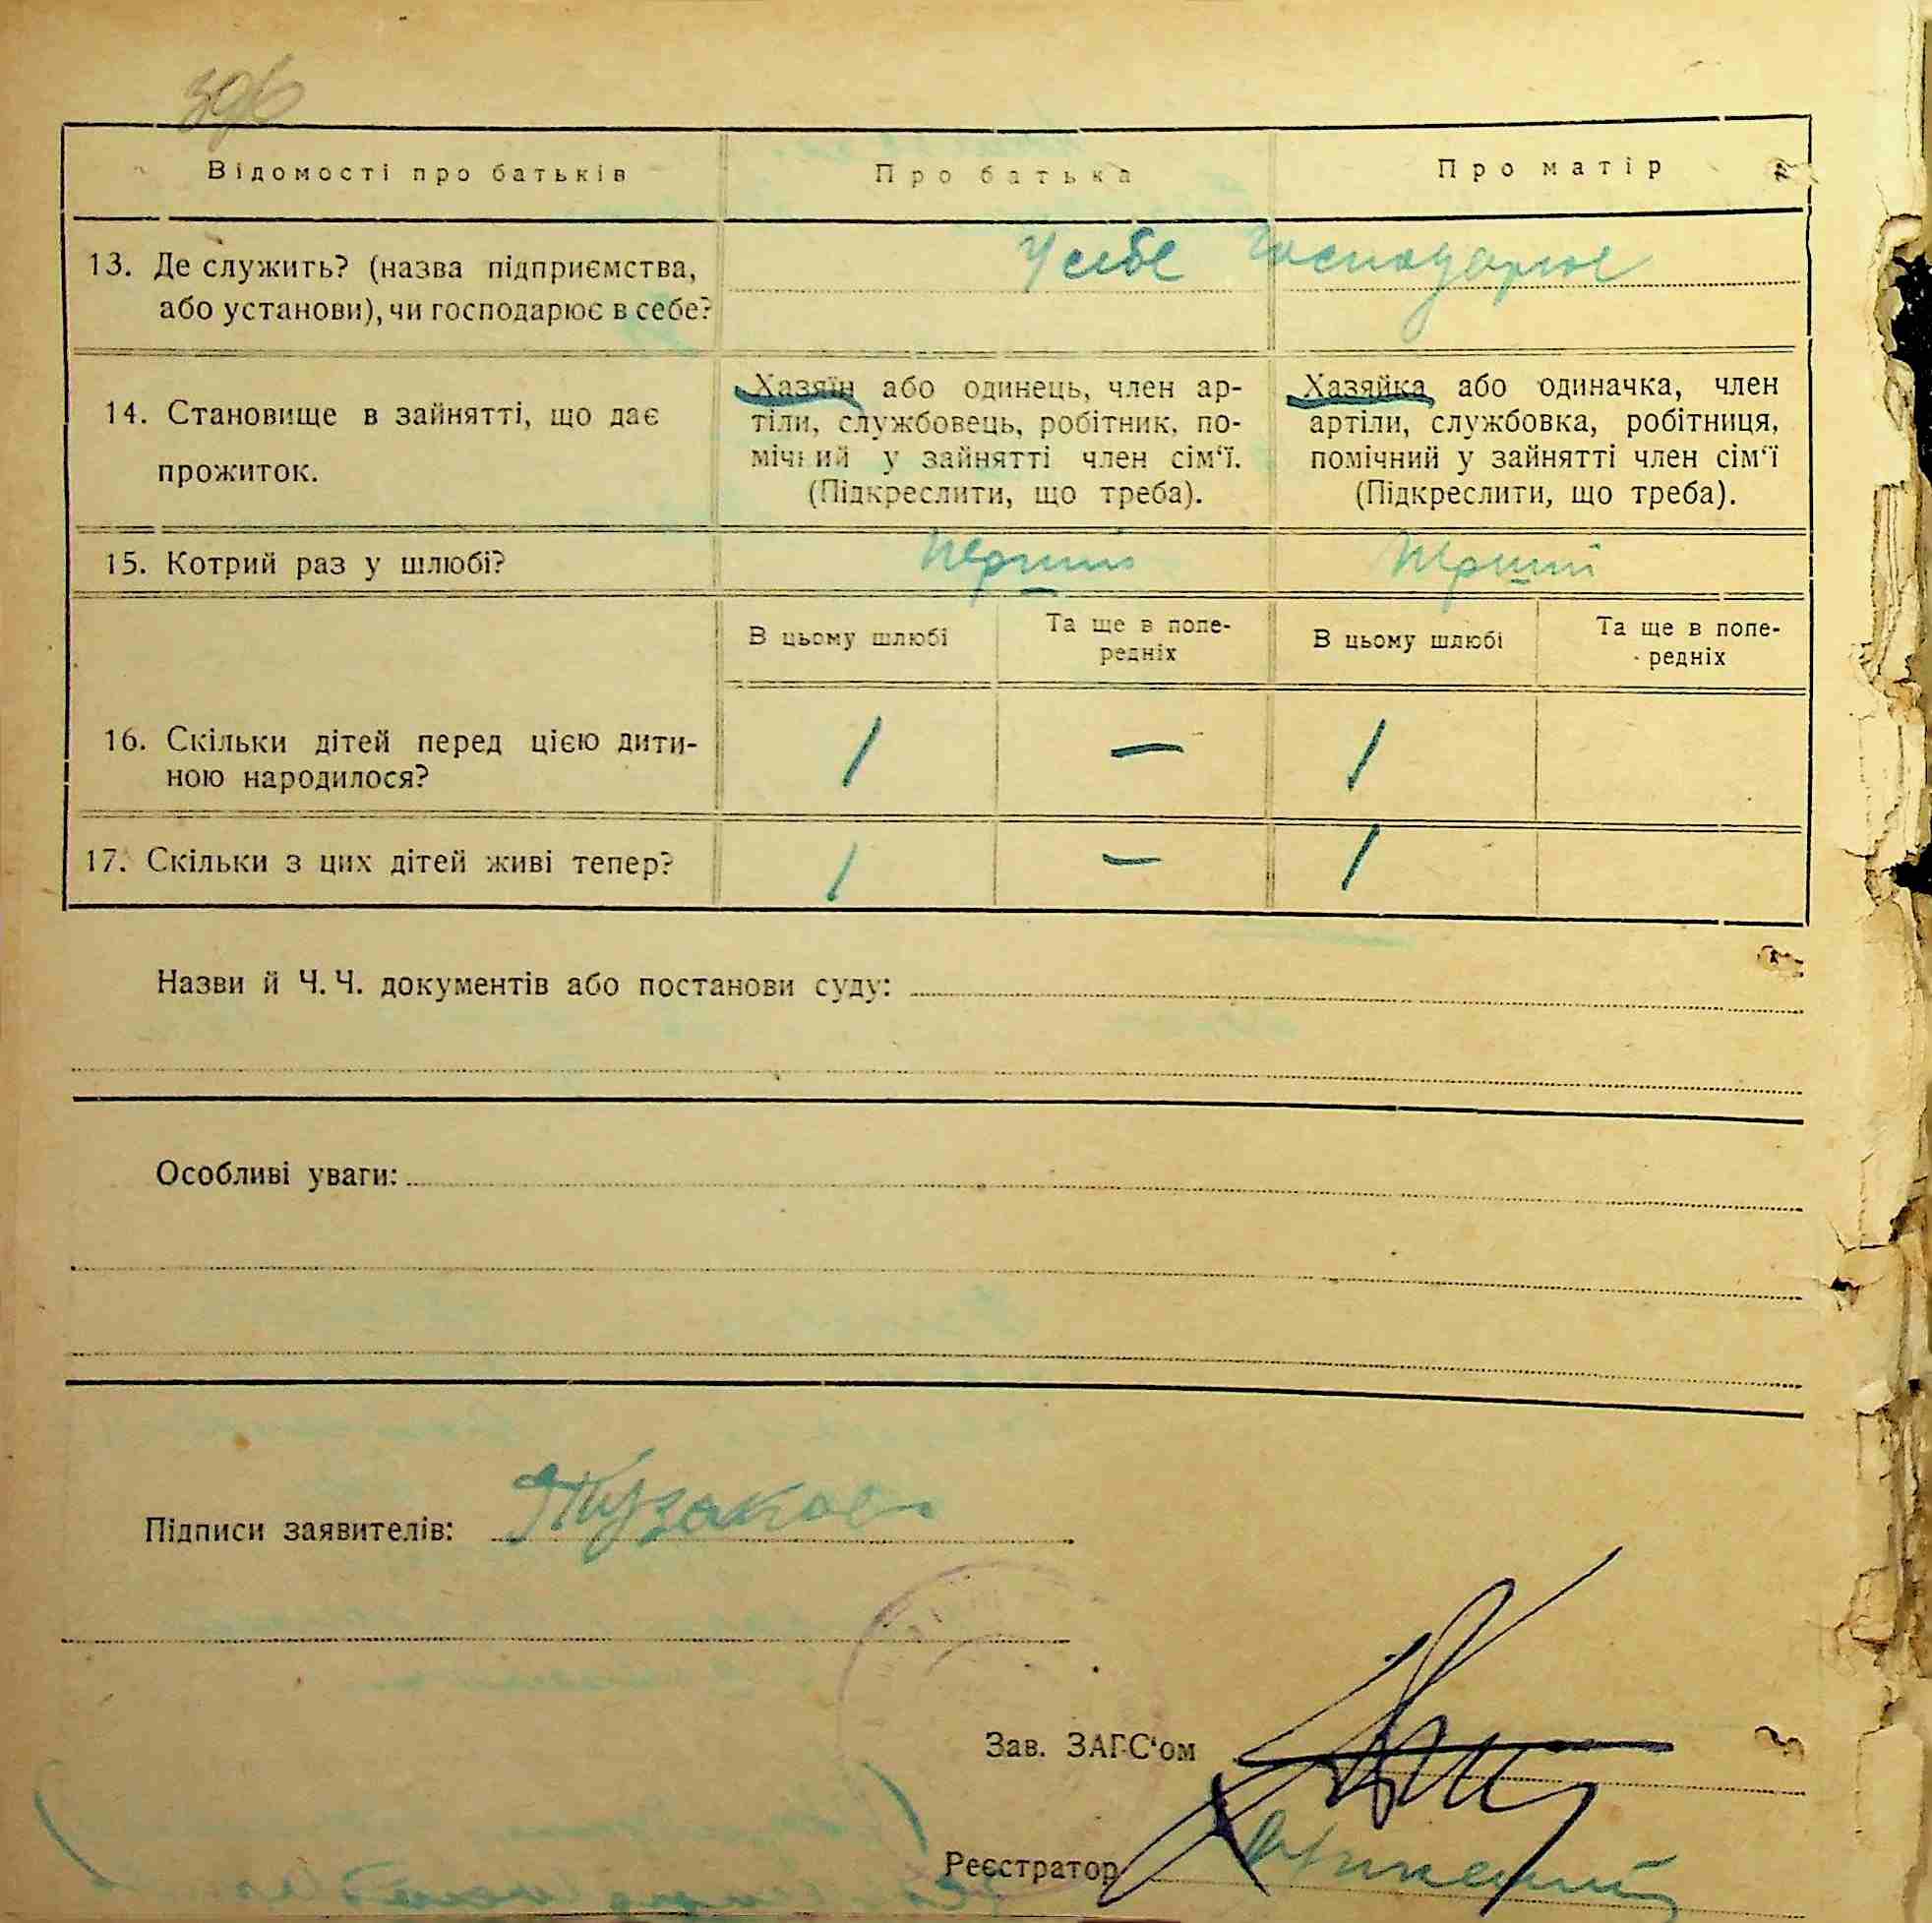 396
Відомості про батьків Про батька Про матір
13. Де служить? (назва підприємства,
або установи), чи господарює в себе?
У себе господарює
14. Становище в зайнятті, що дає
прожиток.
Хазяїн або одинець, член ар-
тіли, службовець, робітник, по-
мічний у зайнятті член сім‘ї.
(Підкреслити, що треба).
Хазяйка або одиначка, член
артіли, службовка, робітниця,
помічний у зайнятті член сім‘ї
(Підкреслити, що треба).
15. Котрий раз у шлюбі? перший перший
В цьому шлюбі
Та ще в попе-
редніх
В цьому шлюбі
Та ще в попе-
редніх
16. Скільки дітей перед цією дити-
ною народилося?
1 — 1
17. Скільки з цих дітей живі тепер? 1 — 1
Назви й Ч. Ч. документів або постанови суду:
Особливі уваги:
Підписи заявителів:
Зав. ЗАГС‘ом
Реєстратор